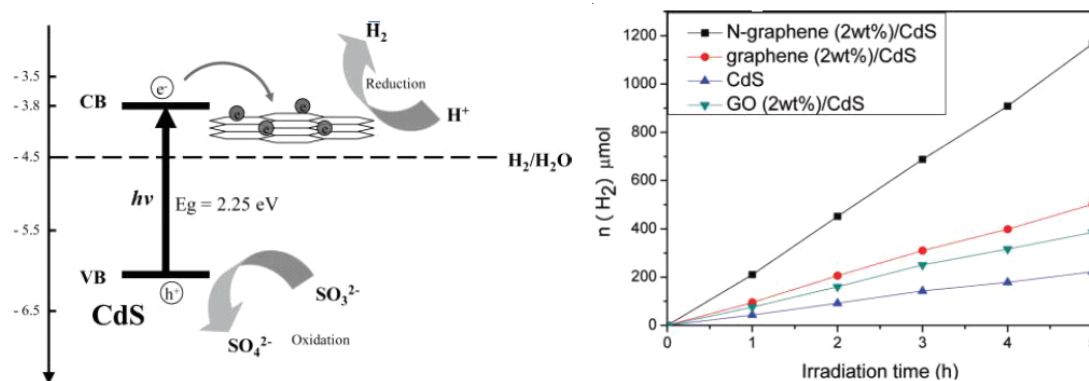 - 3.5
- 3.8
- 4.5
- 5.5
- 6.5
CB
e-
e
e
e
e
H2
Reduction
H+
H2/H2O
hν
Eg = 2.25 eV
VB
h+
CdS
SO3 2-
SO4 2-
Oxidation
N-graphene (2wt%)/CdS
graphene (2wt%)/CdS
CdS
GO (2wt%)/CdS
n ( H2) μmol
1200
1000
800
600
400
200
0
0 1 2 3 4
Irradiation time (h)